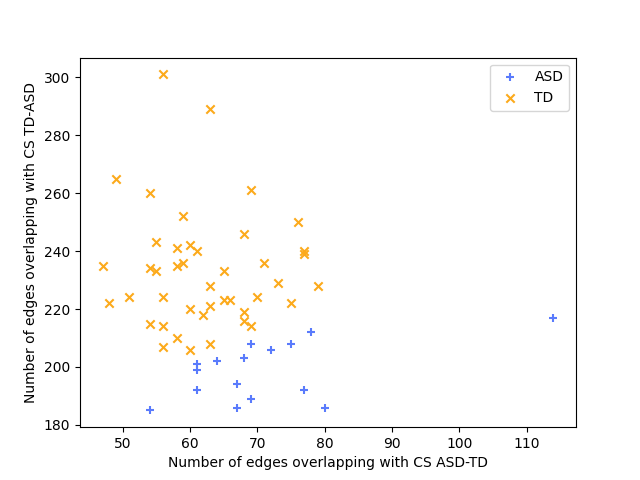 300
280
260
240
220
200
180
Number of edges overlapping with CS TD-ASD
ASD
TD
50 60 70 80 90 100 110
Number of edges overlapping with CS ASD-TD